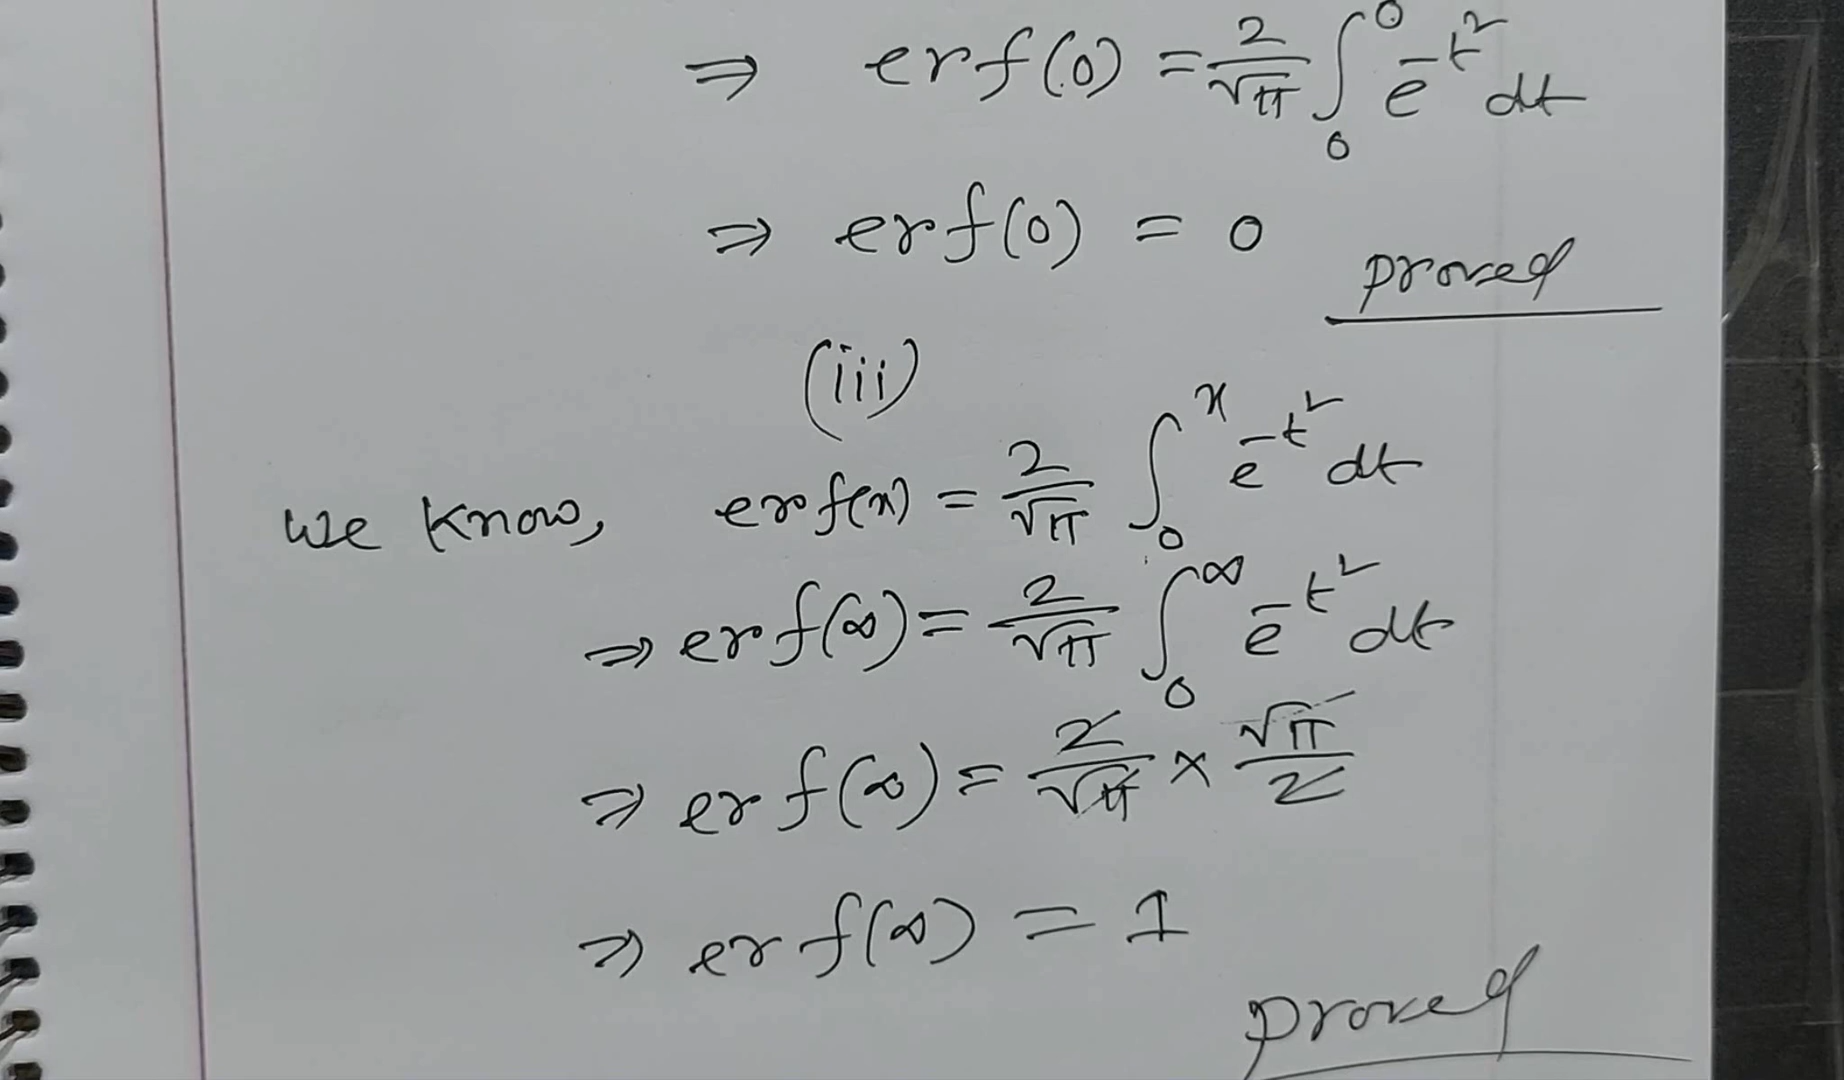 ⇒ erf(0) = 2/√π ∫₀⁰ e^-t² dt
⇒ erf(0) = 0
proved
(iii)
We know, erf(x) = 2/√π ∫₀ˣ e^-t² dt
⇒ erf(∞) = 2/√π ∫₀^∞ e^-t² dt
⇒ erf(∞) = 2/√π × √π/2
⇒ erf(∞) = 1
proved